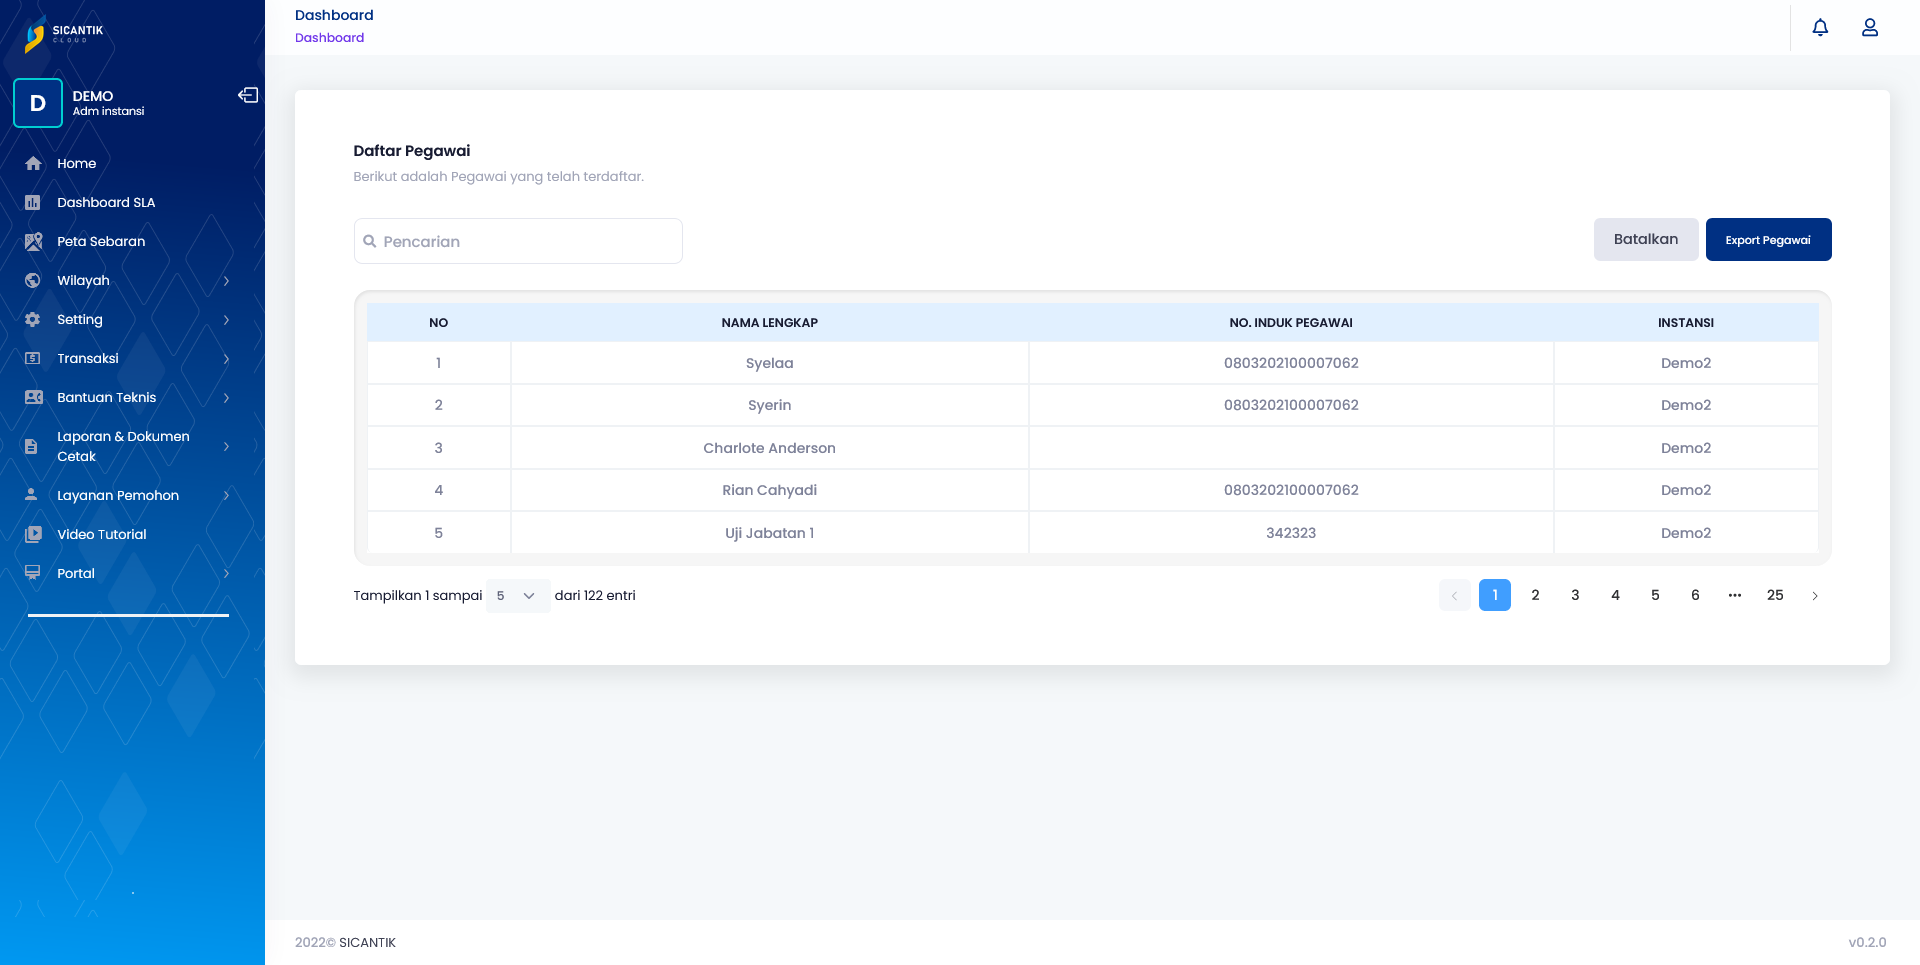 SICANTIK
CLOUD
D
DEMO
Adm instansi
Home
Dashboard SLA
Peta Sebaran
Wilayah
Setting
Transaksi
Bantuan Teknis
Laporan & Dokumen
Cetak
Layanan Pemohon
Video Tutorial
Portal
Dashboard
Dashboard
Daftar Pegawai
Berikut adalah Pegawai yang telah terdaftar.
Pencarian
Batalkan
Export Pegawai
NO NAMA LENGKAP NO. INDUK PEGAWAI INSTANSI
1 Syelaa 0803202100007062 Demo2
2 Syerin 0803202100007062 Demo2
3 Charlote Anderson Demo2
4 Rian Cahyadi 0803202100007062 Demo2
5 Uji Jabatan 1 342323 Demo2
Tampilkan 1 sampai 5 dari 122 entri
1 2 3 4 5 6 ••• 25
2022© SICANTIK
v0.2.0